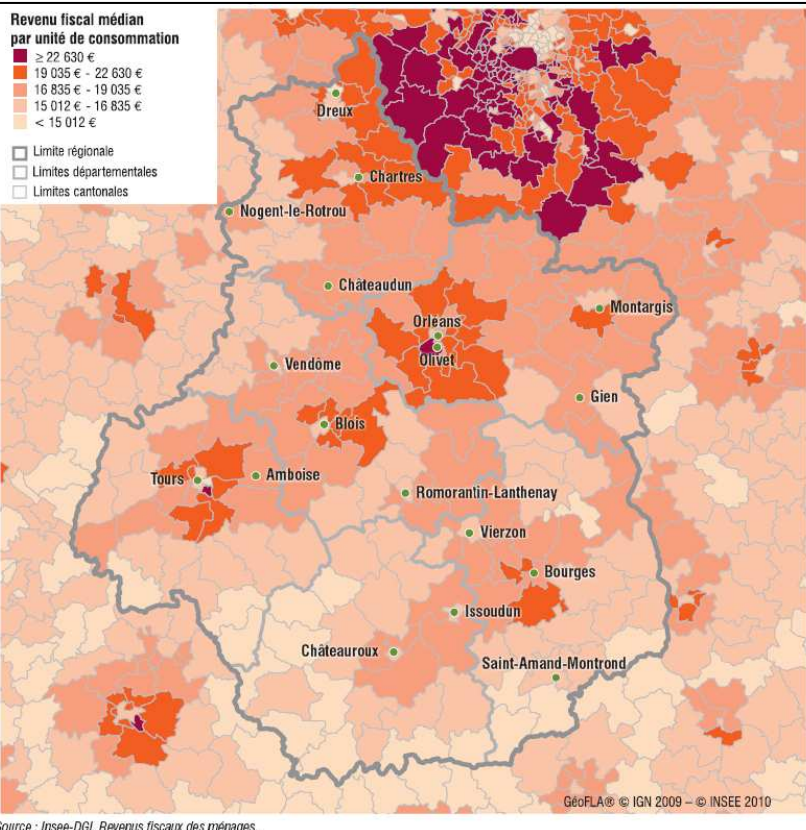 Revenu fiscal médian
par unité de consommation
≥ 22 630 €
19 035 € - 22 630 €
16 835 € - 19 035 €
15 012 € - 16 835 €
< 15 012 €
Limite régionale
Limites départementales
Limites cantonales
Dreux
Chartres
Nogent-le-Rotrou
Châteaudun
Orléans
Olivet
Montargis
Vendôme
Gien
Blois
Tours
Amboise
Romorantin-Lanthenay
Vierzon
Bourges
Issoudun
Châteauroux
Saint-Amand-Montrond
GéoFLA® © IGN 2009 – © INSEE 2010
Source : Insee-DGI, Revenus fiscaux des ménages